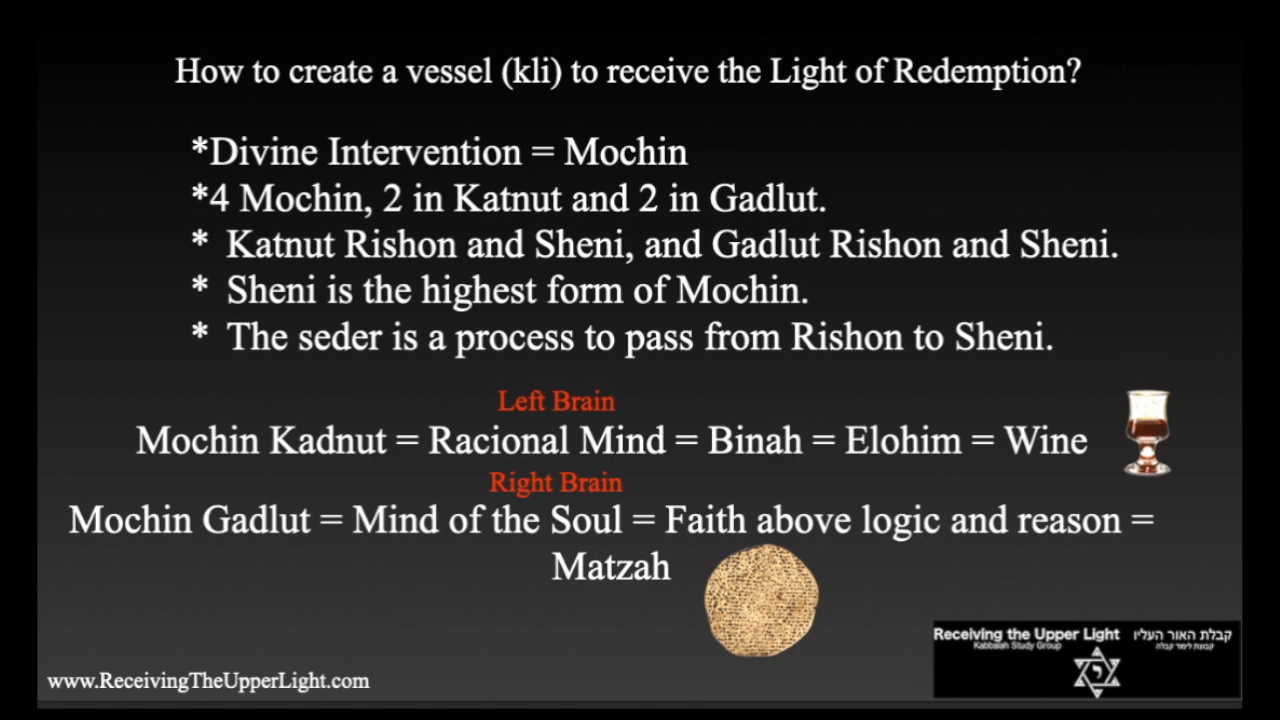 How to create a vessel (kli) to receive the Light of Redemption?
*Divine Intervention = Mochin
*4 Mochin, 2 in Katnut and 2 in Gadlut.
* Katnut Rishon and Sheni, and Gadlut Rishon and Sheni.
* Sheni is the highest form of Mochin.
* The seder is a process to pass from Rishon to Sheni.
Left Brain
Mochin Kadnut = Racional Mind = Binah = Elohim = Wine
Right Brain
Mochin Gadlut = Mind of the Soul = Faith above logic and reason =
Matzah
Receiving the Upper Light קבלת האור העליו
Kabbalah Study Group קבוצת לימוד קבלה
www.ReceivingTheUpperLight.com